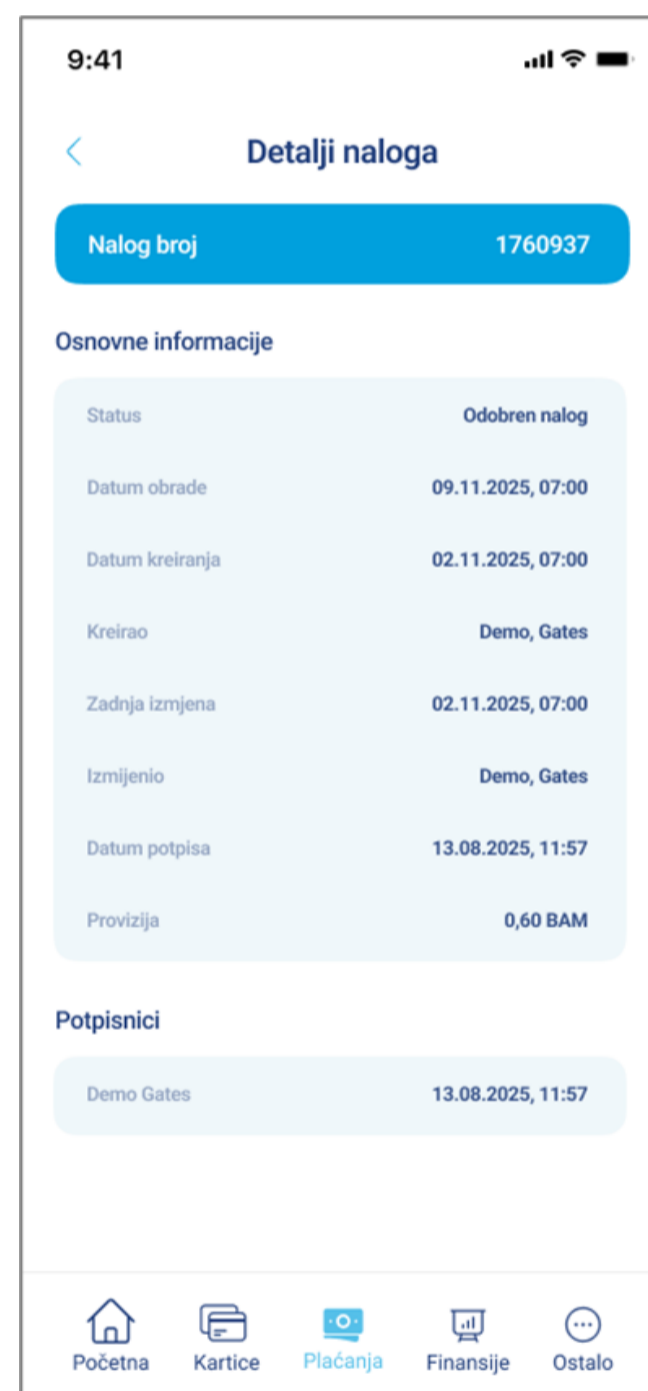 9:41
Detalji naloga
Nalog broj 1760937
Osnovne informacije
Status Odobren nalog
Datum obrade 09.11.2025, 07:00
Datum kreiranja 02.11.2025, 07:00
Kreirao Demo, Gates
Zadnja izmjena 02.11.2025, 07:00
Izmijenio Demo, Gates
Datum potpisa 13.08.2025, 11:57
Provizija 0,60 BAM
Potpisnici
Demo Gates 13.08.2025, 11:57
Početna Kartice Plaćanja Finansije Ostalo